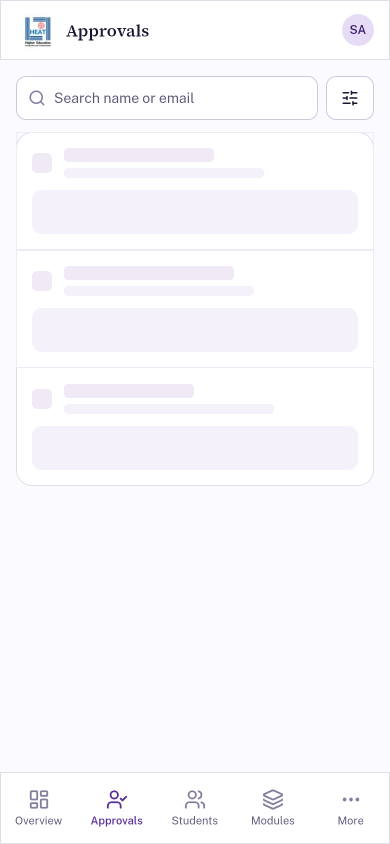 HEAT
Approvals
SA
Search name or email
Overview
Approvals
Students
Modules
More